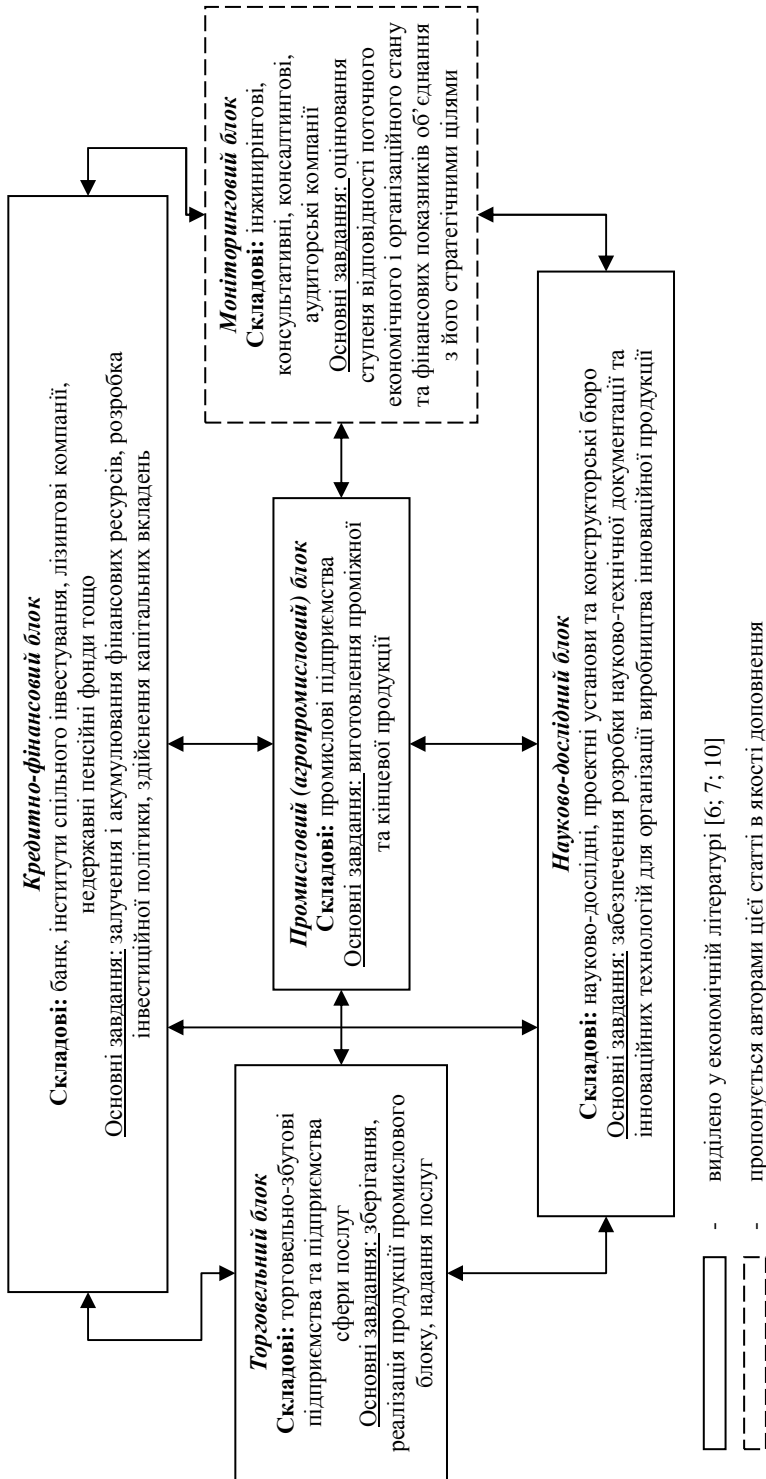 Кредитно-фінансовий блок
Складові: банк, інститути спільного інвестування, лізингові компанії,
недержавні пенсійні фонди тощо
Основні завдання: залучення і акумулювання фінансових ресурсів, розробка
інвестиційної політики, здійснення капітальних вкладень
Торговельний блок
Складові: торговельно-збутові
підприємства та підприємства
сфери послуг
Основні завдання: зберігання,
реалізація продукції промислового
блоку, надання послуг
Промисловий (агропромисловий) блок
Складові: промислові підприємства
Основні завдання: виготовлення проміжної
та кінцевої продукції
Моніторинговий блок
Складові: інжинирінгові,
консультативні, консалтингові,
аудиторські компанії
Основні завдання: оцінювання
ступеня відповідності поточного
економічного і організаційного стану
та фінансових показників об’єднання
з його стратегічними цілями
Науково-дослідний блок
Складові: науково-дослідні, проектні установи та конструкторські бюро
Основні завдання: забезпечення розробки науково-технічної документації та
інноваційних технологій для організації виробництва інноваційної продукції
- виділено у економічній літературі [6; 7; 10]
- пропонується авторами цієї статті в якості доповнення